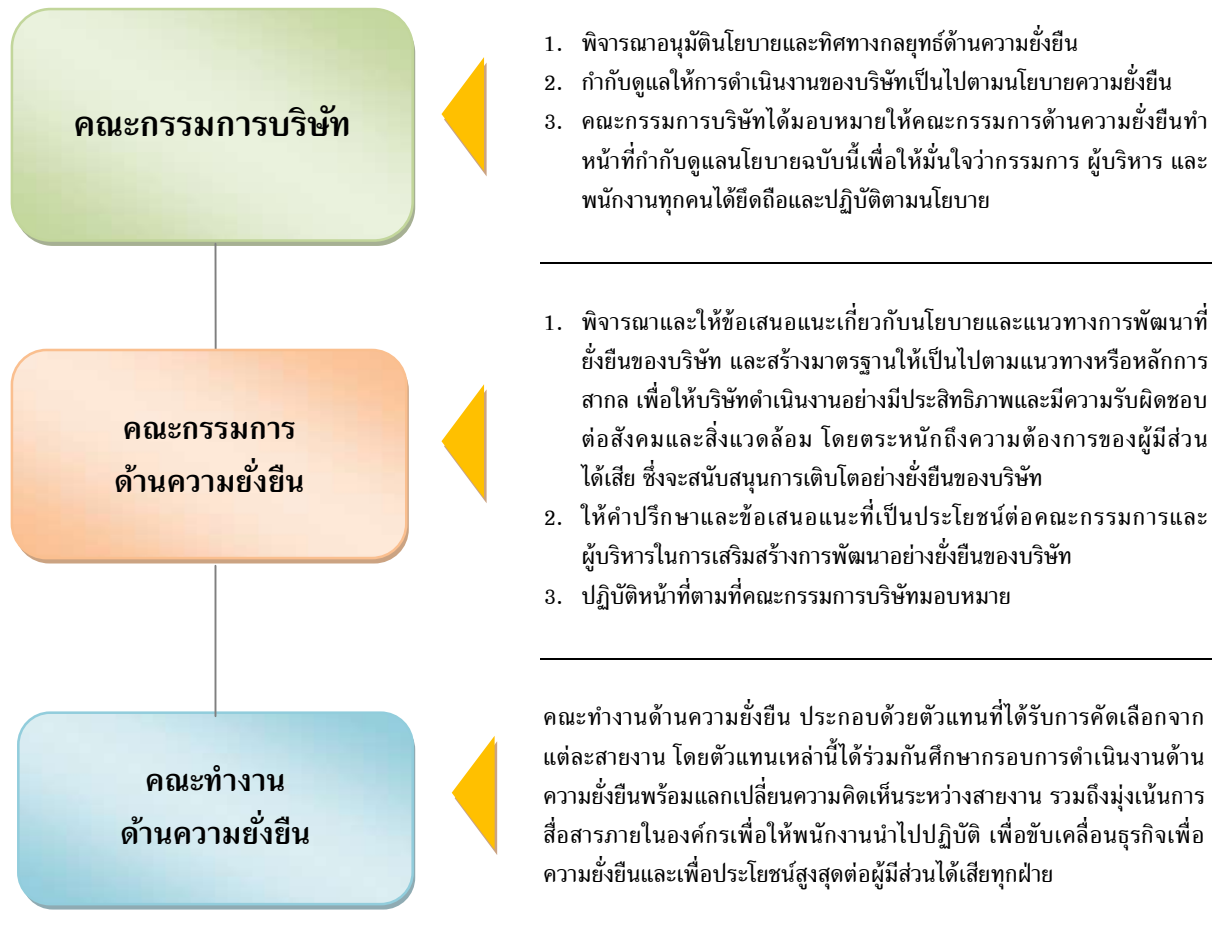 คณะกรรมการบริษัท
1. พิจารณาอนุมัตินโยบายและทิศทางกลยุทธ์ด้านความยั่งยืน
2. กำกับดูแลให้การดำเนินงานของบริษัทเป็นไปตามนโยบายความยั่งยืน
3. คณะกรรมการบริษัทได้มอบหมายให้คณะกรรมการด้านความยั่งยืนทำ
หน้าที่กำกับดูแลนโยบายฉบับนี้เพื่อให้มั่นใจว่ากรรมการ ผู้บริหาร และ
พนักงานทุกคนได้ยึดถือและปฏิบัติตามนโยบาย
คณะกรรมการ
ด้านความยั่งยืน
1. พิจารณาและให้ข้อเสนอแนะเกี่ยวกับนโยบายและแนวทางการพัฒนาที่
ยั่งยืนของบริษัท และสร้างมาตรฐานให้เป็นไปตามแนวทางหรือหลักการ
สากล เพื่อให้บริษัทดำเนินงานอย่างมีประสิทธิภาพและมีความรับผิดชอบ
ต่อสังคมและสิ่งแวดล้อม โดยตระหนักถึงความต้องการของผู้มีส่วน
ได้เสีย ซึ่งจะสนับสนุนการเติบโตอย่างยั่งยืนของบริษัท
2. ให้คำปรึกษาและข้อเสนอแนะที่เป็นประโยชน์ต่อคณะกรรมการและ
ผู้บริหารในการเสริมสร้างการพัฒนาอย่างยั่งยืนของบริษัท
3. ปฏิบัติหน้าที่ตามที่คณะกรรมการบริษัทมอบหมาย
คณะทำงาน
ด้านความยั่งยืน
คณะทำงานด้านความยั่งยืน ประกอบด้วยตัวแทนที่ได้รับการคัดเลือกจาก
แต่ละสายงาน โดยตัวแทนเหล่านี้ได้ร่วมกันศึกษากรอบการดำเนินงานด้าน
ความยั่งยืนพร้อมแลกเปลี่ยนความคิดเห็นระหว่างสายงาน รวมถึงมุ่งเน้นการ
สื่อสารภายในองค์กรเพื่อให้พนักงานนำไปปฏิบัติ เพื่อขับเคลื่อนธุรกิจเพื่อ
ความยั่งยืนและเพื่อประโยชน์สูงสุดต่อผู้มีส่วนได้เสียทุกฝ่าย